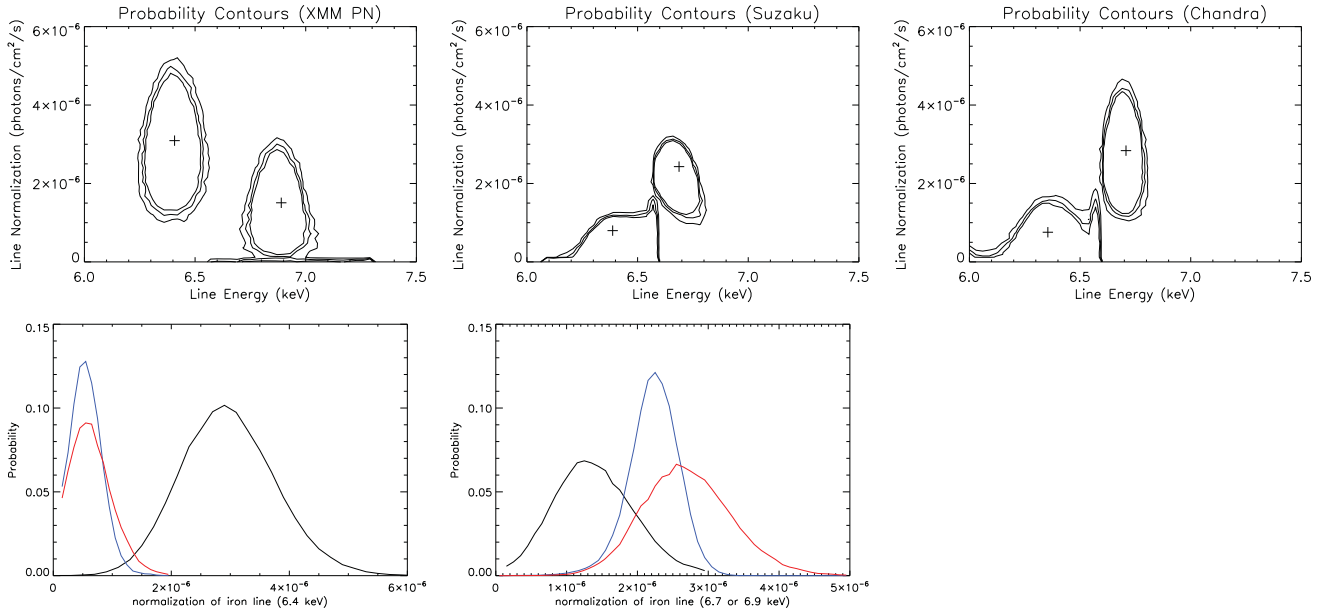 Probability Contours (XMM PN)
Line Normalization (photons/cm²/s)
6×10⁻⁶
4×10⁻⁶
2×10⁻⁶
0
6.0 6.5 7.0 7.5
Line Energy (keV)
Probability Contours (Suzaku)
Line Normalization (photons/cm²/s)
6×10⁻⁶
4×10⁻⁶
2×10⁻⁶
0
6.0 6.5 7.0 7.5
Line Energy (keV)
Probability Contours (Chandra)
Line Normalization (photons/cm²/s)
6×10⁻⁶
4×10⁻⁶
2×10⁻⁶
0
6.0 6.5 7.0 7.5
Line Energy (keV)
Probability
0.15
0.10
0.05
0.00
0 2×10⁻⁶ 4×10⁻⁶ 6×10⁻⁶
normalization of iron line (6.4 keV)
Probability
0.15
0.10
0.05
0.00
0 1×10⁻⁶ 2×10⁻⁶ 3×10⁻⁶ 4×10⁻⁶ 5×10⁻⁶
normalization of iron line (6.7 or 6.9 keV)